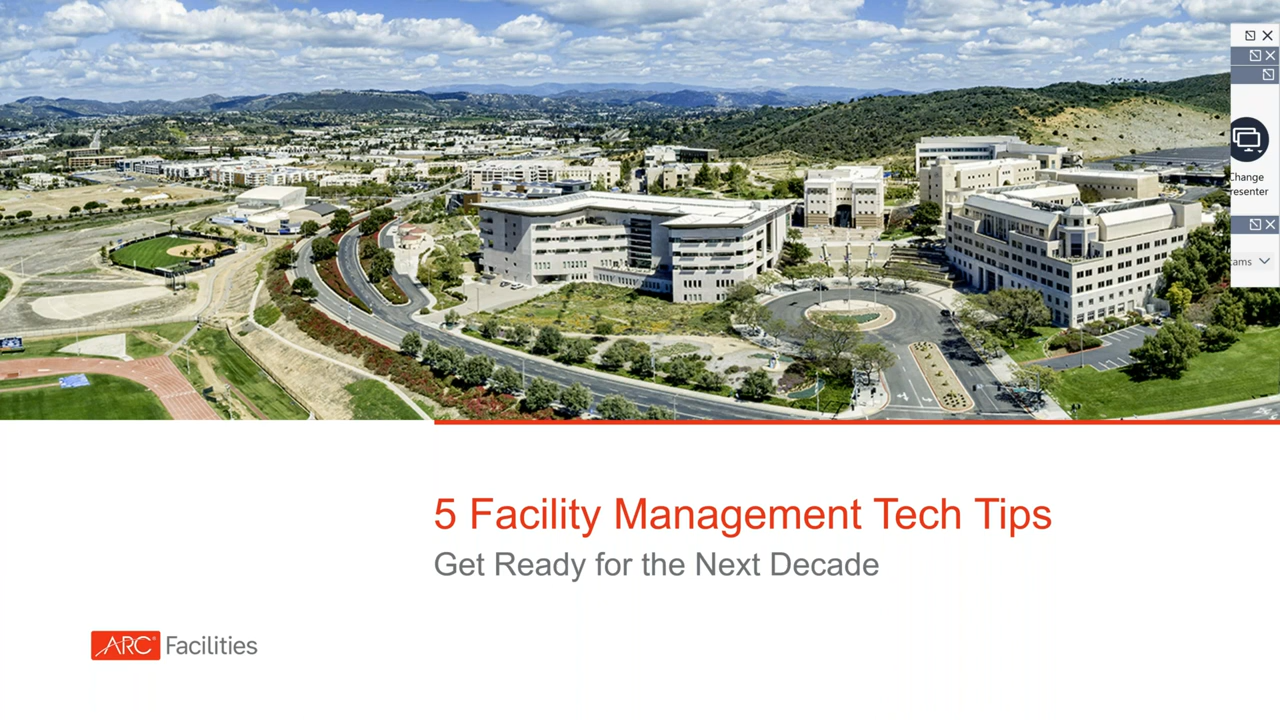 Change
resenter
ams
5 Facility Management Tech Tips
Get Ready for the Next Decade
ARC® Facilities